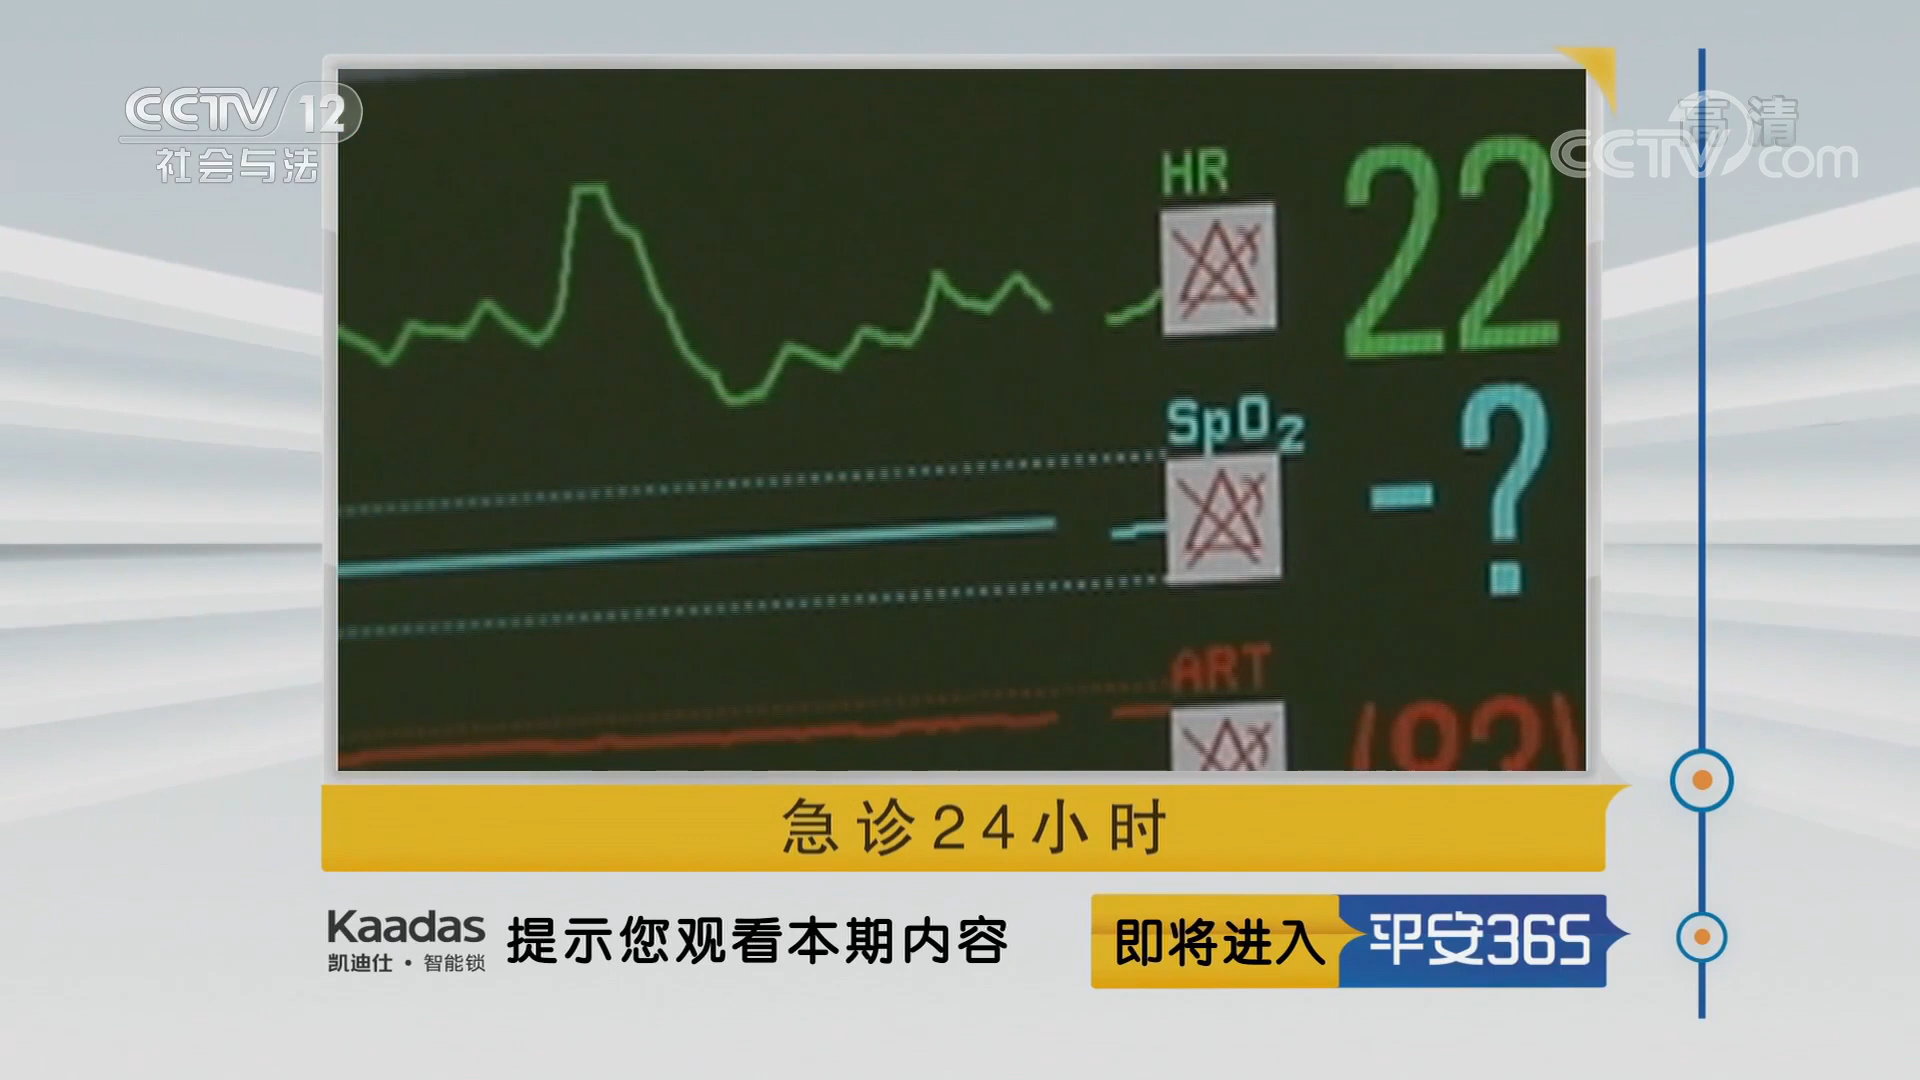 CCTV 12
社会与法
高清
CCTV.com
HR
22
SpO2
-?
ART
急诊24小时
Kaadas
凯迪仕·智能锁
提示您观看本期内容
即将进入
平安365